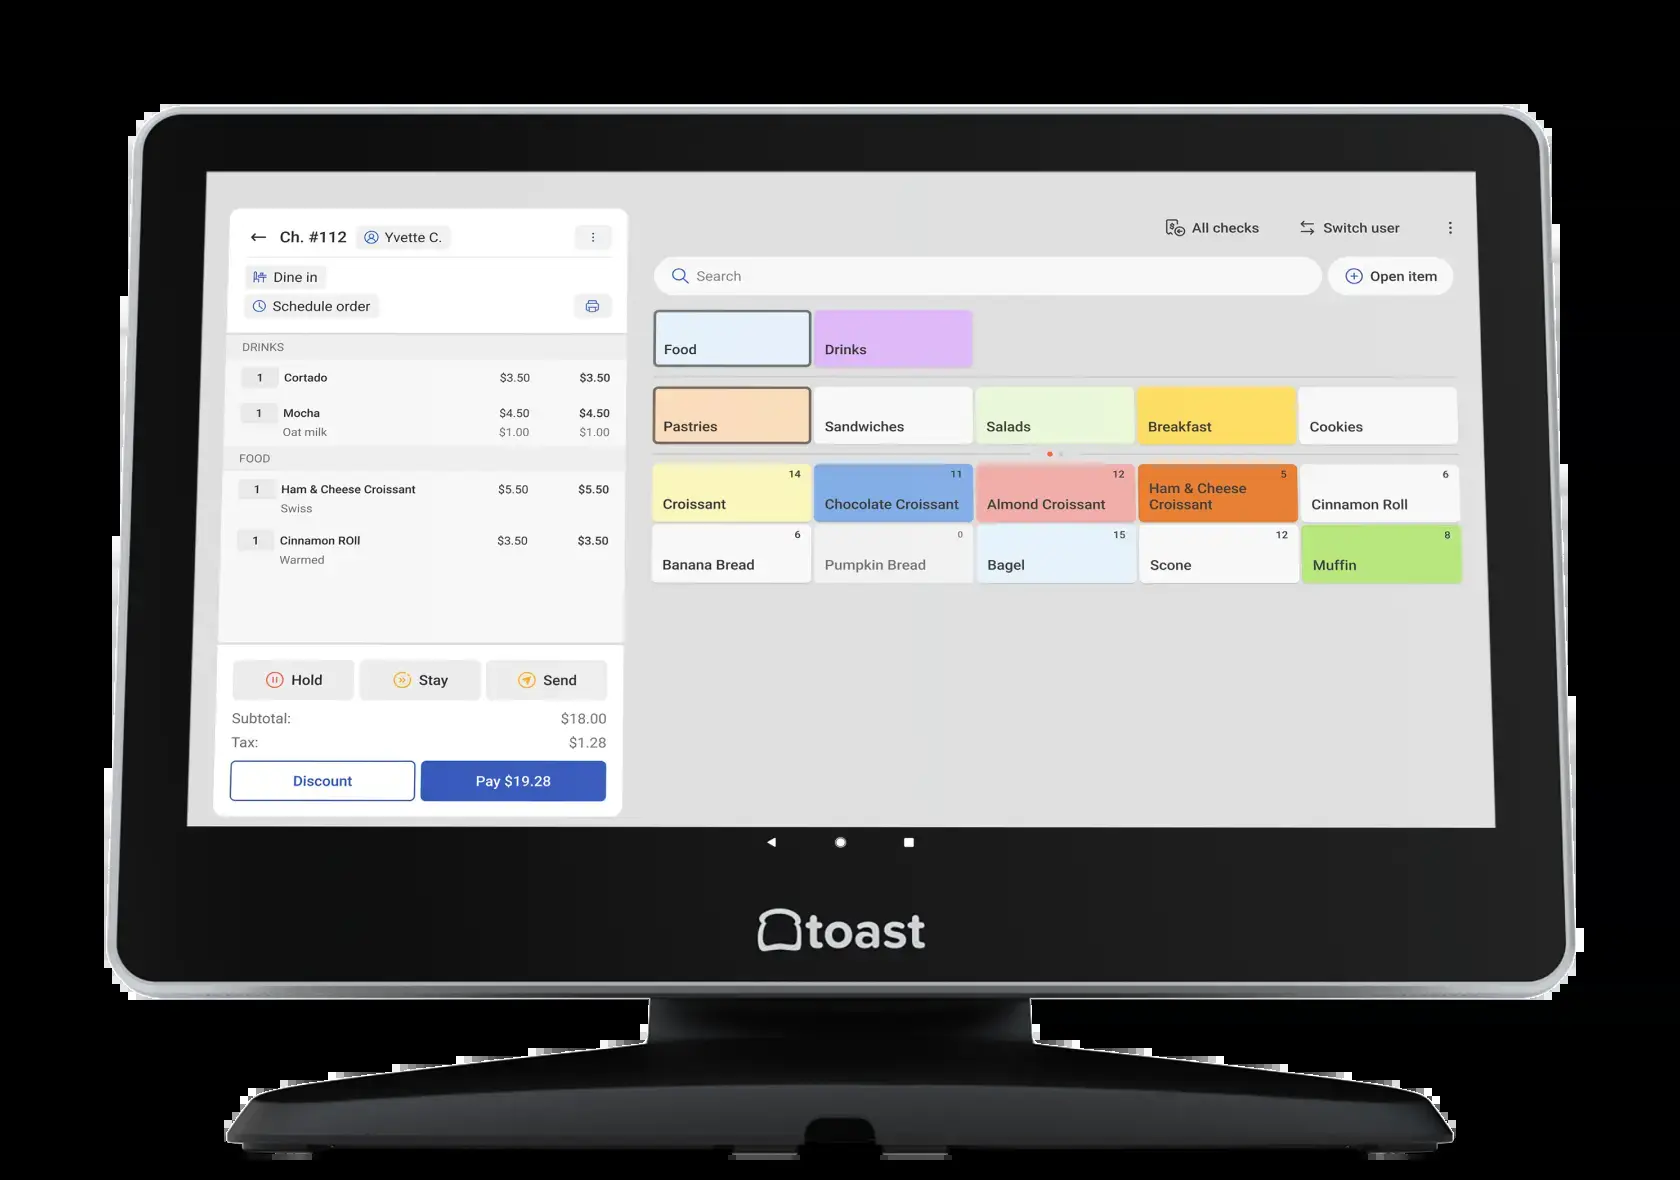 Ch. #112 Yvette C.
Dine in
Schedule order
DRINKS
1 Cortado $3.50 $3.50
1 Mocha $4.50 $4.50
Oat milk $1.00 $1.00
FOOD
1 Ham & Cheese Croissant $5.50 $5.50
Swiss
1 Cinnamon ROll $3.50 $3.50
Warmed
Hold Stay Send
Subtotal: $18.00
Tax: $1.28
Discount Pay $19.28
All checks Switch user
Search Open item
Food Drinks
Pastries Sandwiches Salads Breakfast Cookies
14 11 12 5 6
Croissant Chocolate Croissant Almond Croissant Ham & Cheese
Croissant Cinnamon Roll
6 0 15 12 8
Banana Bread Pumpkin Bread Bagel Scone Muffin
toast